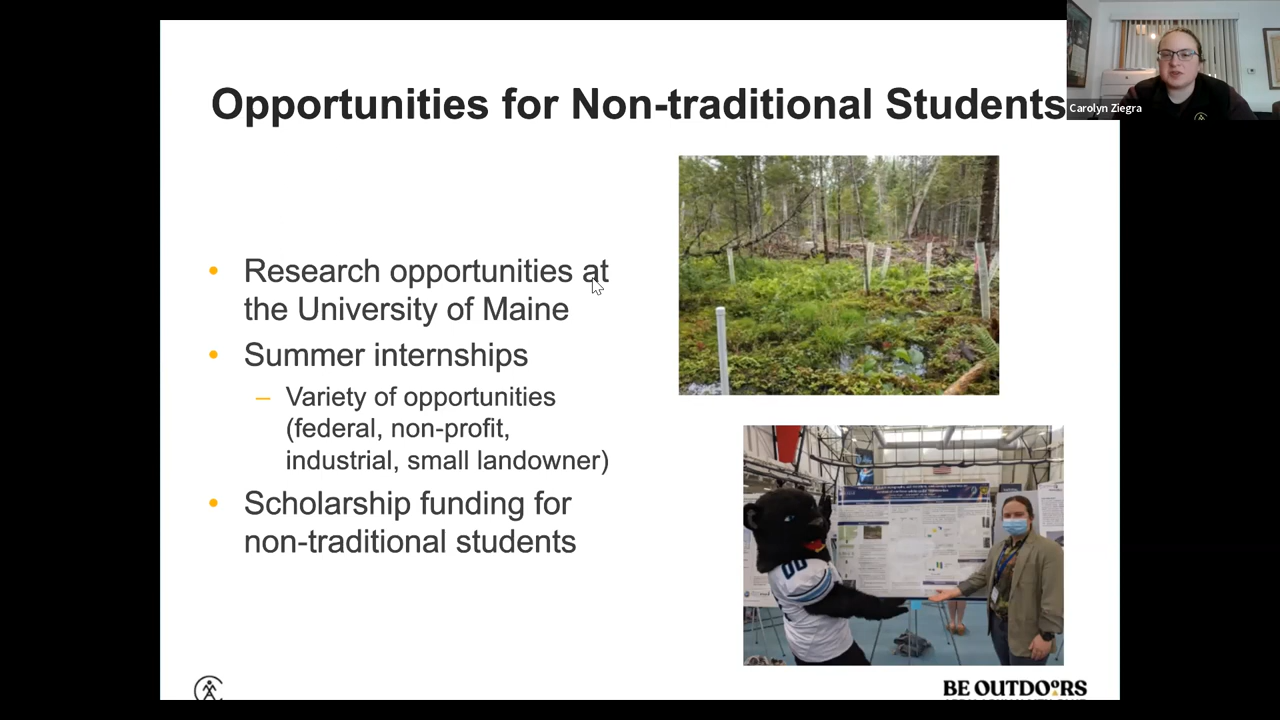 Opportunities for Non-traditional Students
Carolyn Ziegra
• Research opportunities at
the University of Maine
• Summer internships
– Variety of opportunities
(federal, non-profit,
industrial, small landowner)
• Scholarship funding for
non-traditional students
00
BE OUTDOORS